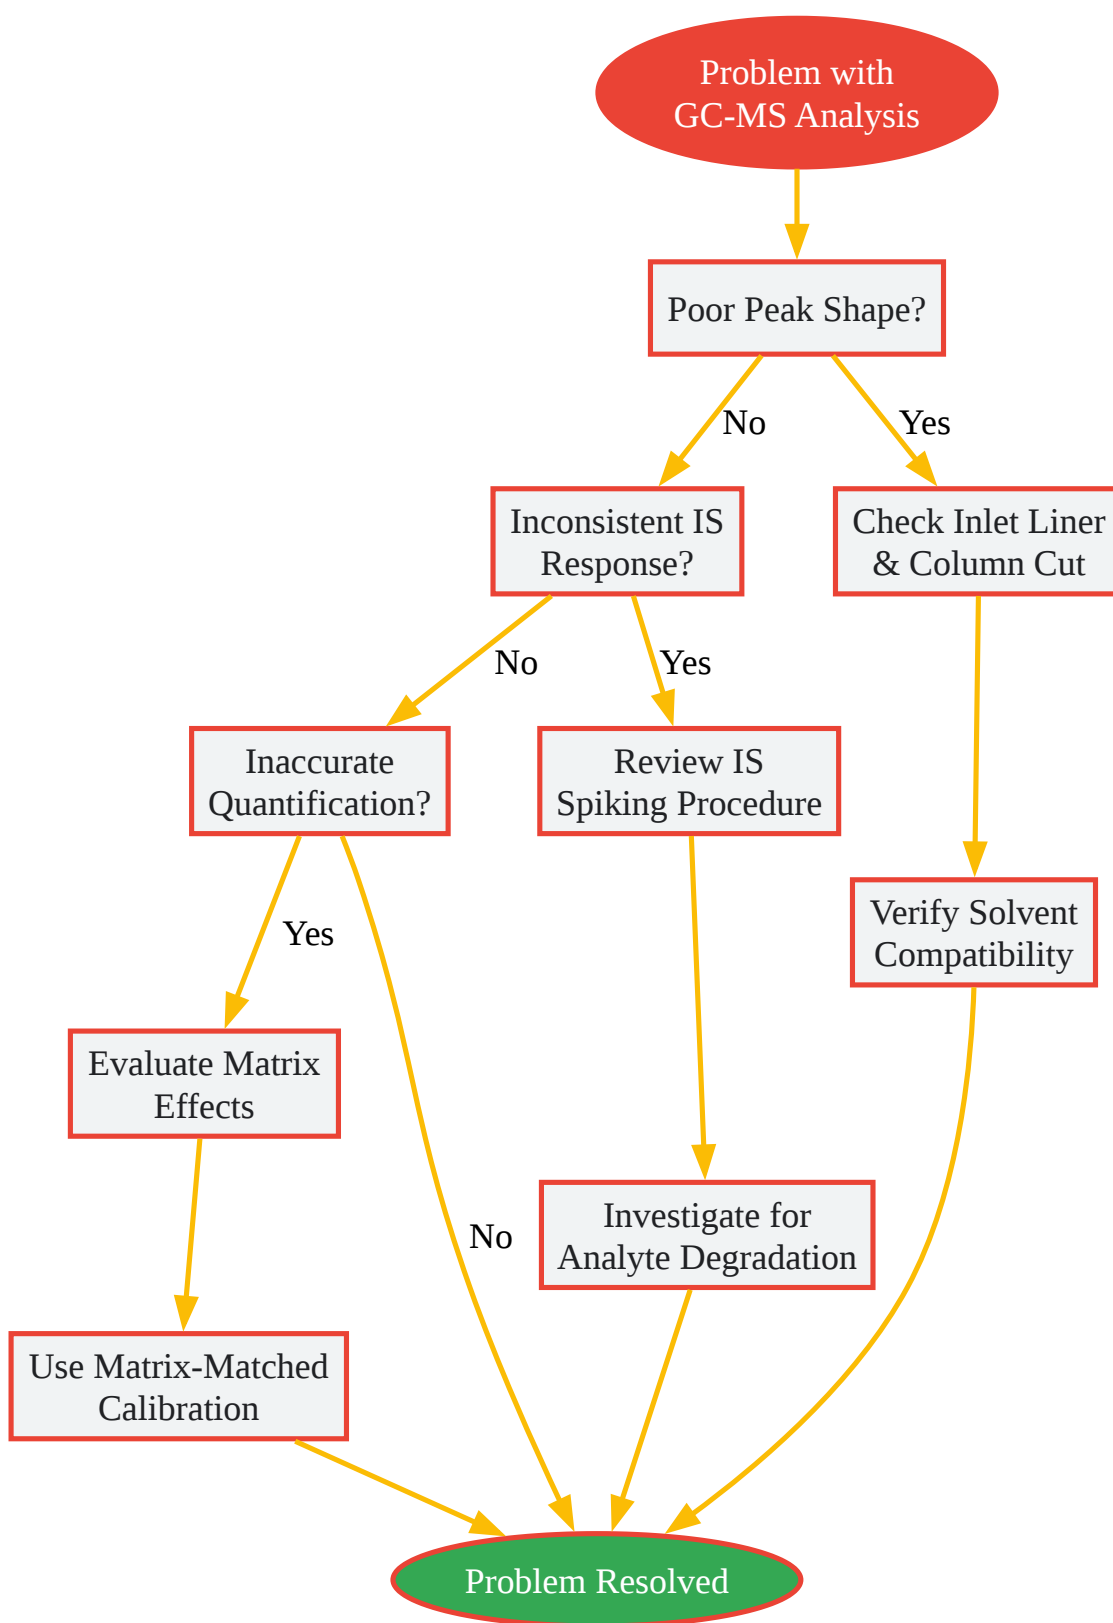 Problem with
GC-MS Analysis
Poor Peak Shape?
No
Yes
Inconsistent IS
Response?
Check Inlet Liner
& Column Cut
No
Yes
Inaccurate
Quantification?
Review IS
Spiking Procedure
Verify Solvent
Compatibility
Yes
Evaluate Matrix
Effects
No
Investigate for
Analyte Degradation
Use Matrix-Matched
Calibration
Problem Resolved